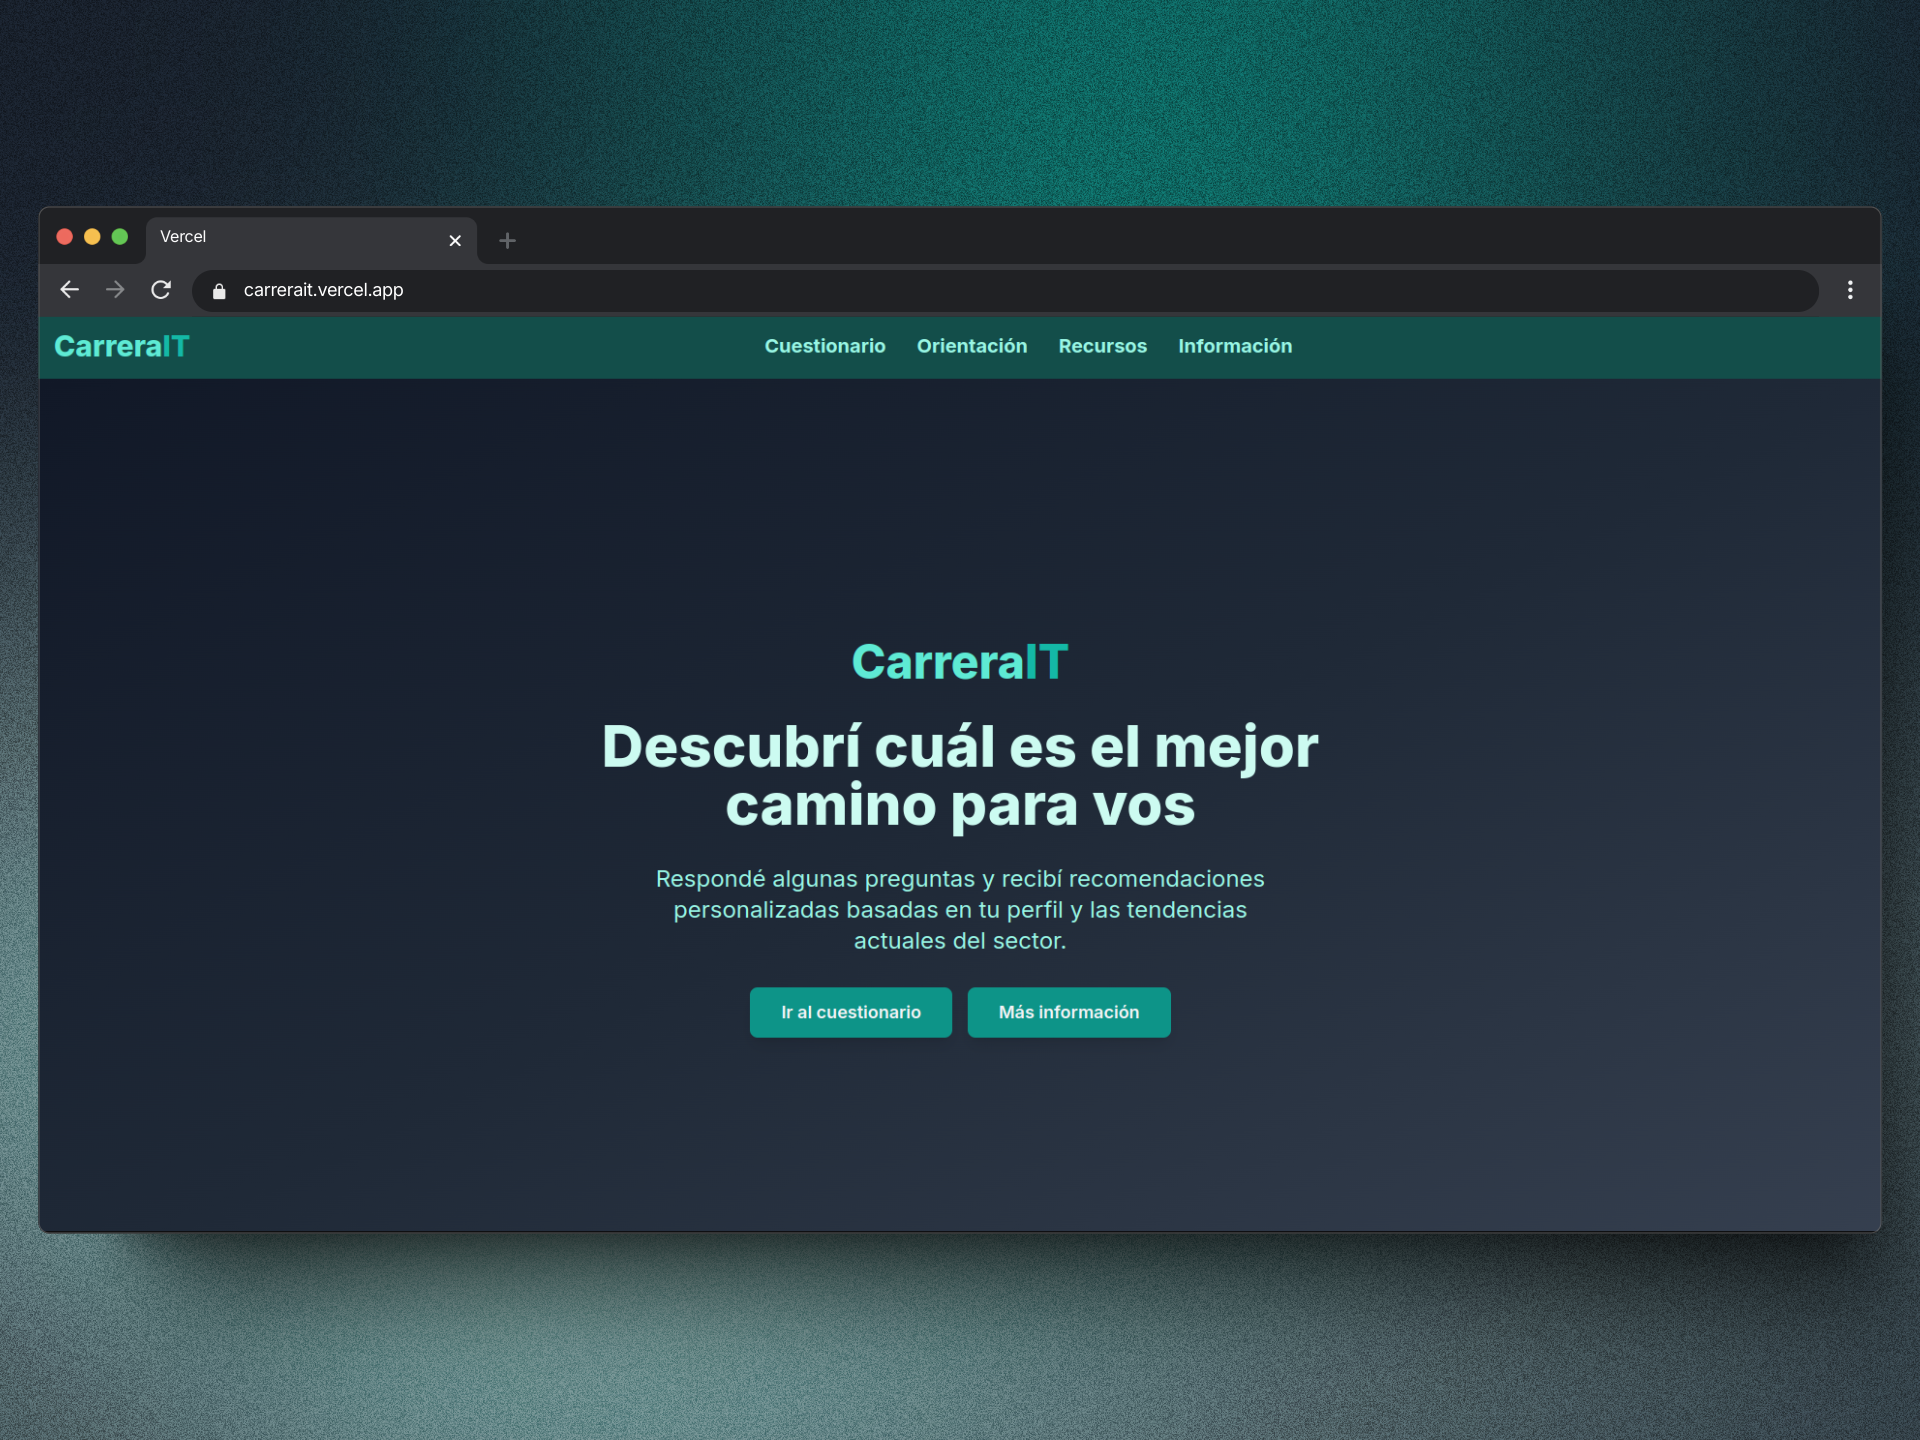 Vercel
carrerait.vercel.app
CarreraIT
Cuestionario Orientación Recursos Información
CarreraIT
Descubrí cuál es el mejor
camino para vos
Respondé algunas preguntas y recibí recomendaciones
personalizadas basadas en tu perfil y las tendencias
actuales del sector.
Ir al cuestionario Más información